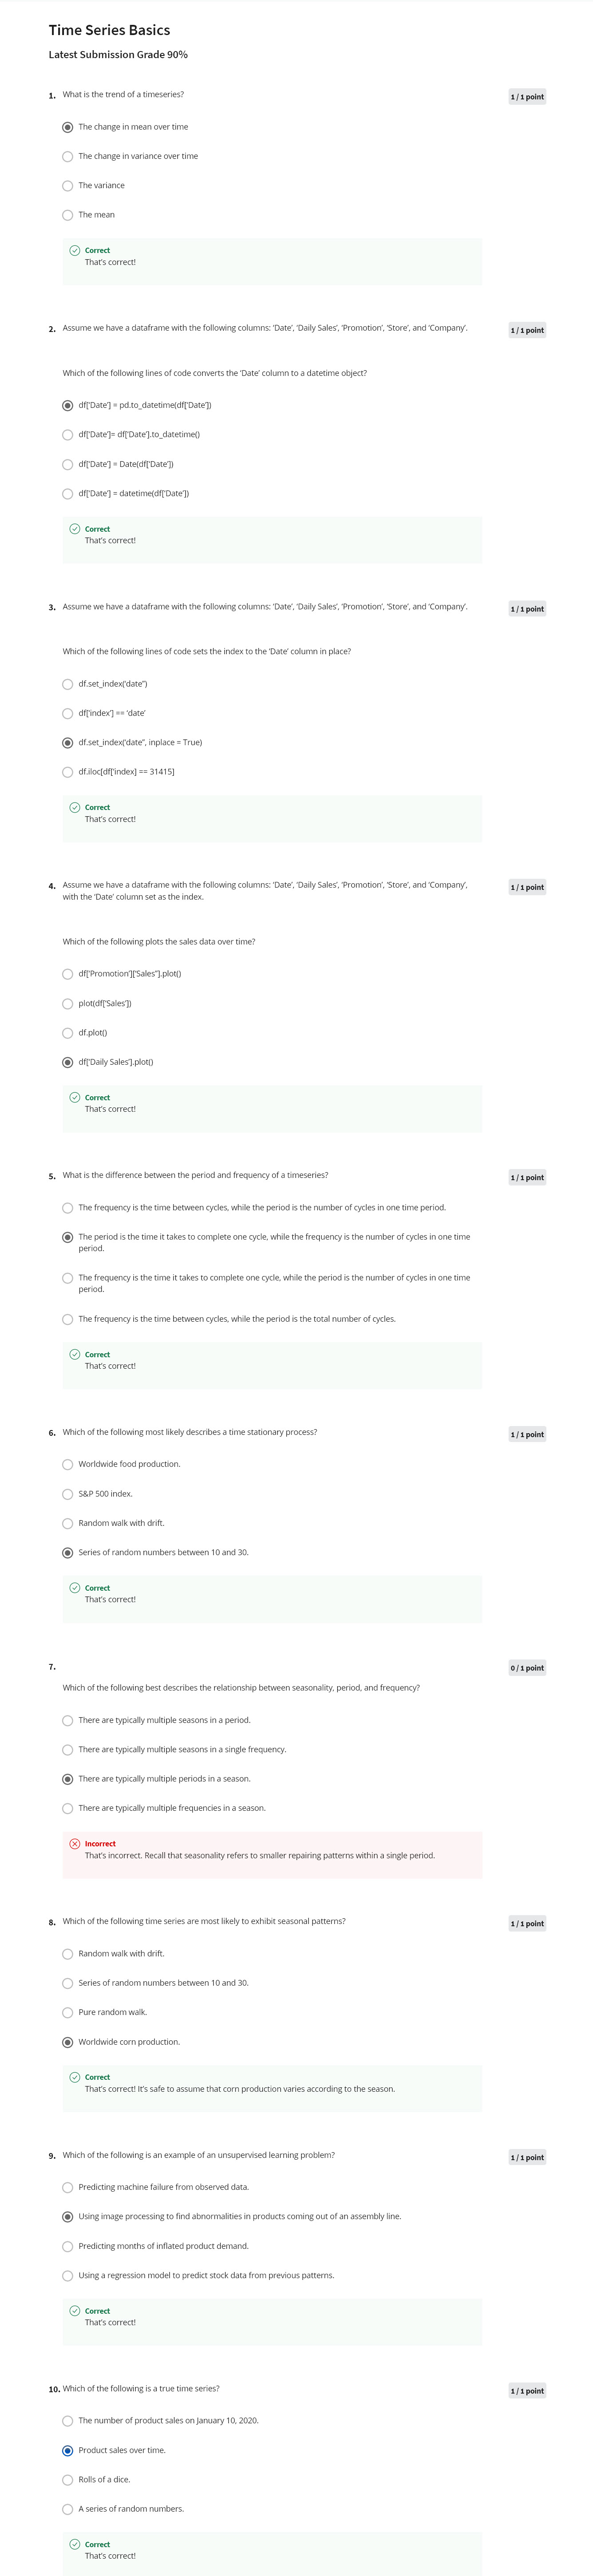 Time Series Basics
Latest Submission Grade 90%
1. What is the trend of a timeseries?
1 / 1 point
The change in mean over time
The change in variance over time
The variance
The mean
Correct
That's correct!
2. Assume we have a dataframe with the following columns: 'Date', 'Daily Sales', 'Promotion', 'Store', and 'Company'.
1 / 1 point
Which of the following lines of code converts the 'Date' column to a datetime object?
df['Date'] = pd.to_datetime(df['Date'])
df['Date']= df['Date'].to_datetime()
df['Date'] = Date(df['Date'])
df['Date'] = datetime(df['Date'])
Correct
That's correct!
3. Assume we have a dataframe with the following columns: 'Date', 'Daily Sales', 'Promotion', 'Store', and 'Company'.
1 / 1 point
Which of the following lines of code sets the index to the 'Date' column in place?
df.set_index('date")
df['index'] == 'date'
df.set_index('date", inplace = True)
df.iloc[df['index] == 31415]
Correct
That's correct!
4. Assume we have a dataframe with the following columns: 'Date', 'Daily Sales', 'Promotion', 'Store', and 'Company',
with the 'Date' column set as the index.
1 / 1 point
Which of the following plots the sales data over time?
df['Promotion']['Sales"].plot()
plot(df['Sales'])
df.plot()
df['Daily Sales'].plot()
Correct
That's correct!
5. What is the difference between the period and frequency of a timeseries?
1 / 1 point
The frequency is the time between cycles, while the period is the number of cycles in one time period.
The period is the time it takes to complete one cycle, while the frequency is the number of cycles in one time
period.
The frequency is the time it takes to complete one cycle, while the period is the number of cycles in one time
period.
The frequency is the time between cycles, while the period is the total number of cycles.
Correct
That's correct!
6. Which of the following most likely describes a time stationary process?
1 / 1 point
Worldwide food production.
S&P 500 index.
Random walk with drift.
Series of random numbers between 10 and 30.
Correct
That's correct!
7.
0 / 1 point
Which of the following best describes the relationship between seasonality, period, and frequency?
There are typically multiple seasons in a period.
There are typically multiple seasons in a single frequency.
There are typically multiple periods in a season.
There are typically multiple frequencies in a season.
Incorrect
That's incorrect. Recall that seasonality refers to smaller repairing patterns within a single period.
8. Which of the following time series are most likely to exhibit seasonal patterns?
1 / 1 point
Random walk with drift.
Series of random numbers between 10 and 30.
Pure random walk.
Worldwide corn production.
Correct
That's correct! It's safe to assume that corn production varies according to the season.
9. Which of the following is an example of an unsupervised learning problem?
1 / 1 point
Predicting machine failure from observed data.
Using image processing to find abnormalities in products coming out of an assembly line.
Predicting months of inflated product demand.
Using a regression model to predict stock data from previous patterns.
Correct
That's correct!
10. Which of the following is a true time series?
1 / 1 point
The number of product sales on January 10, 2020.
Product sales over time.
Rolls of a dice.
A series of random numbers.
Correct
That's correct!